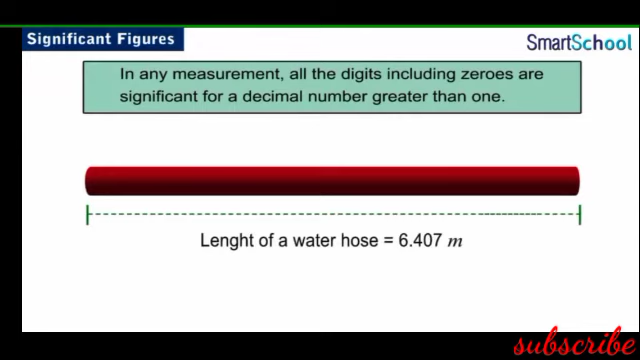 Significant Figures
SmartSchool
In any measurement, all the digits including zeroes are
significant for a decimal number greater than one.
Lenght of a water hose = 6.407 m
subscribe